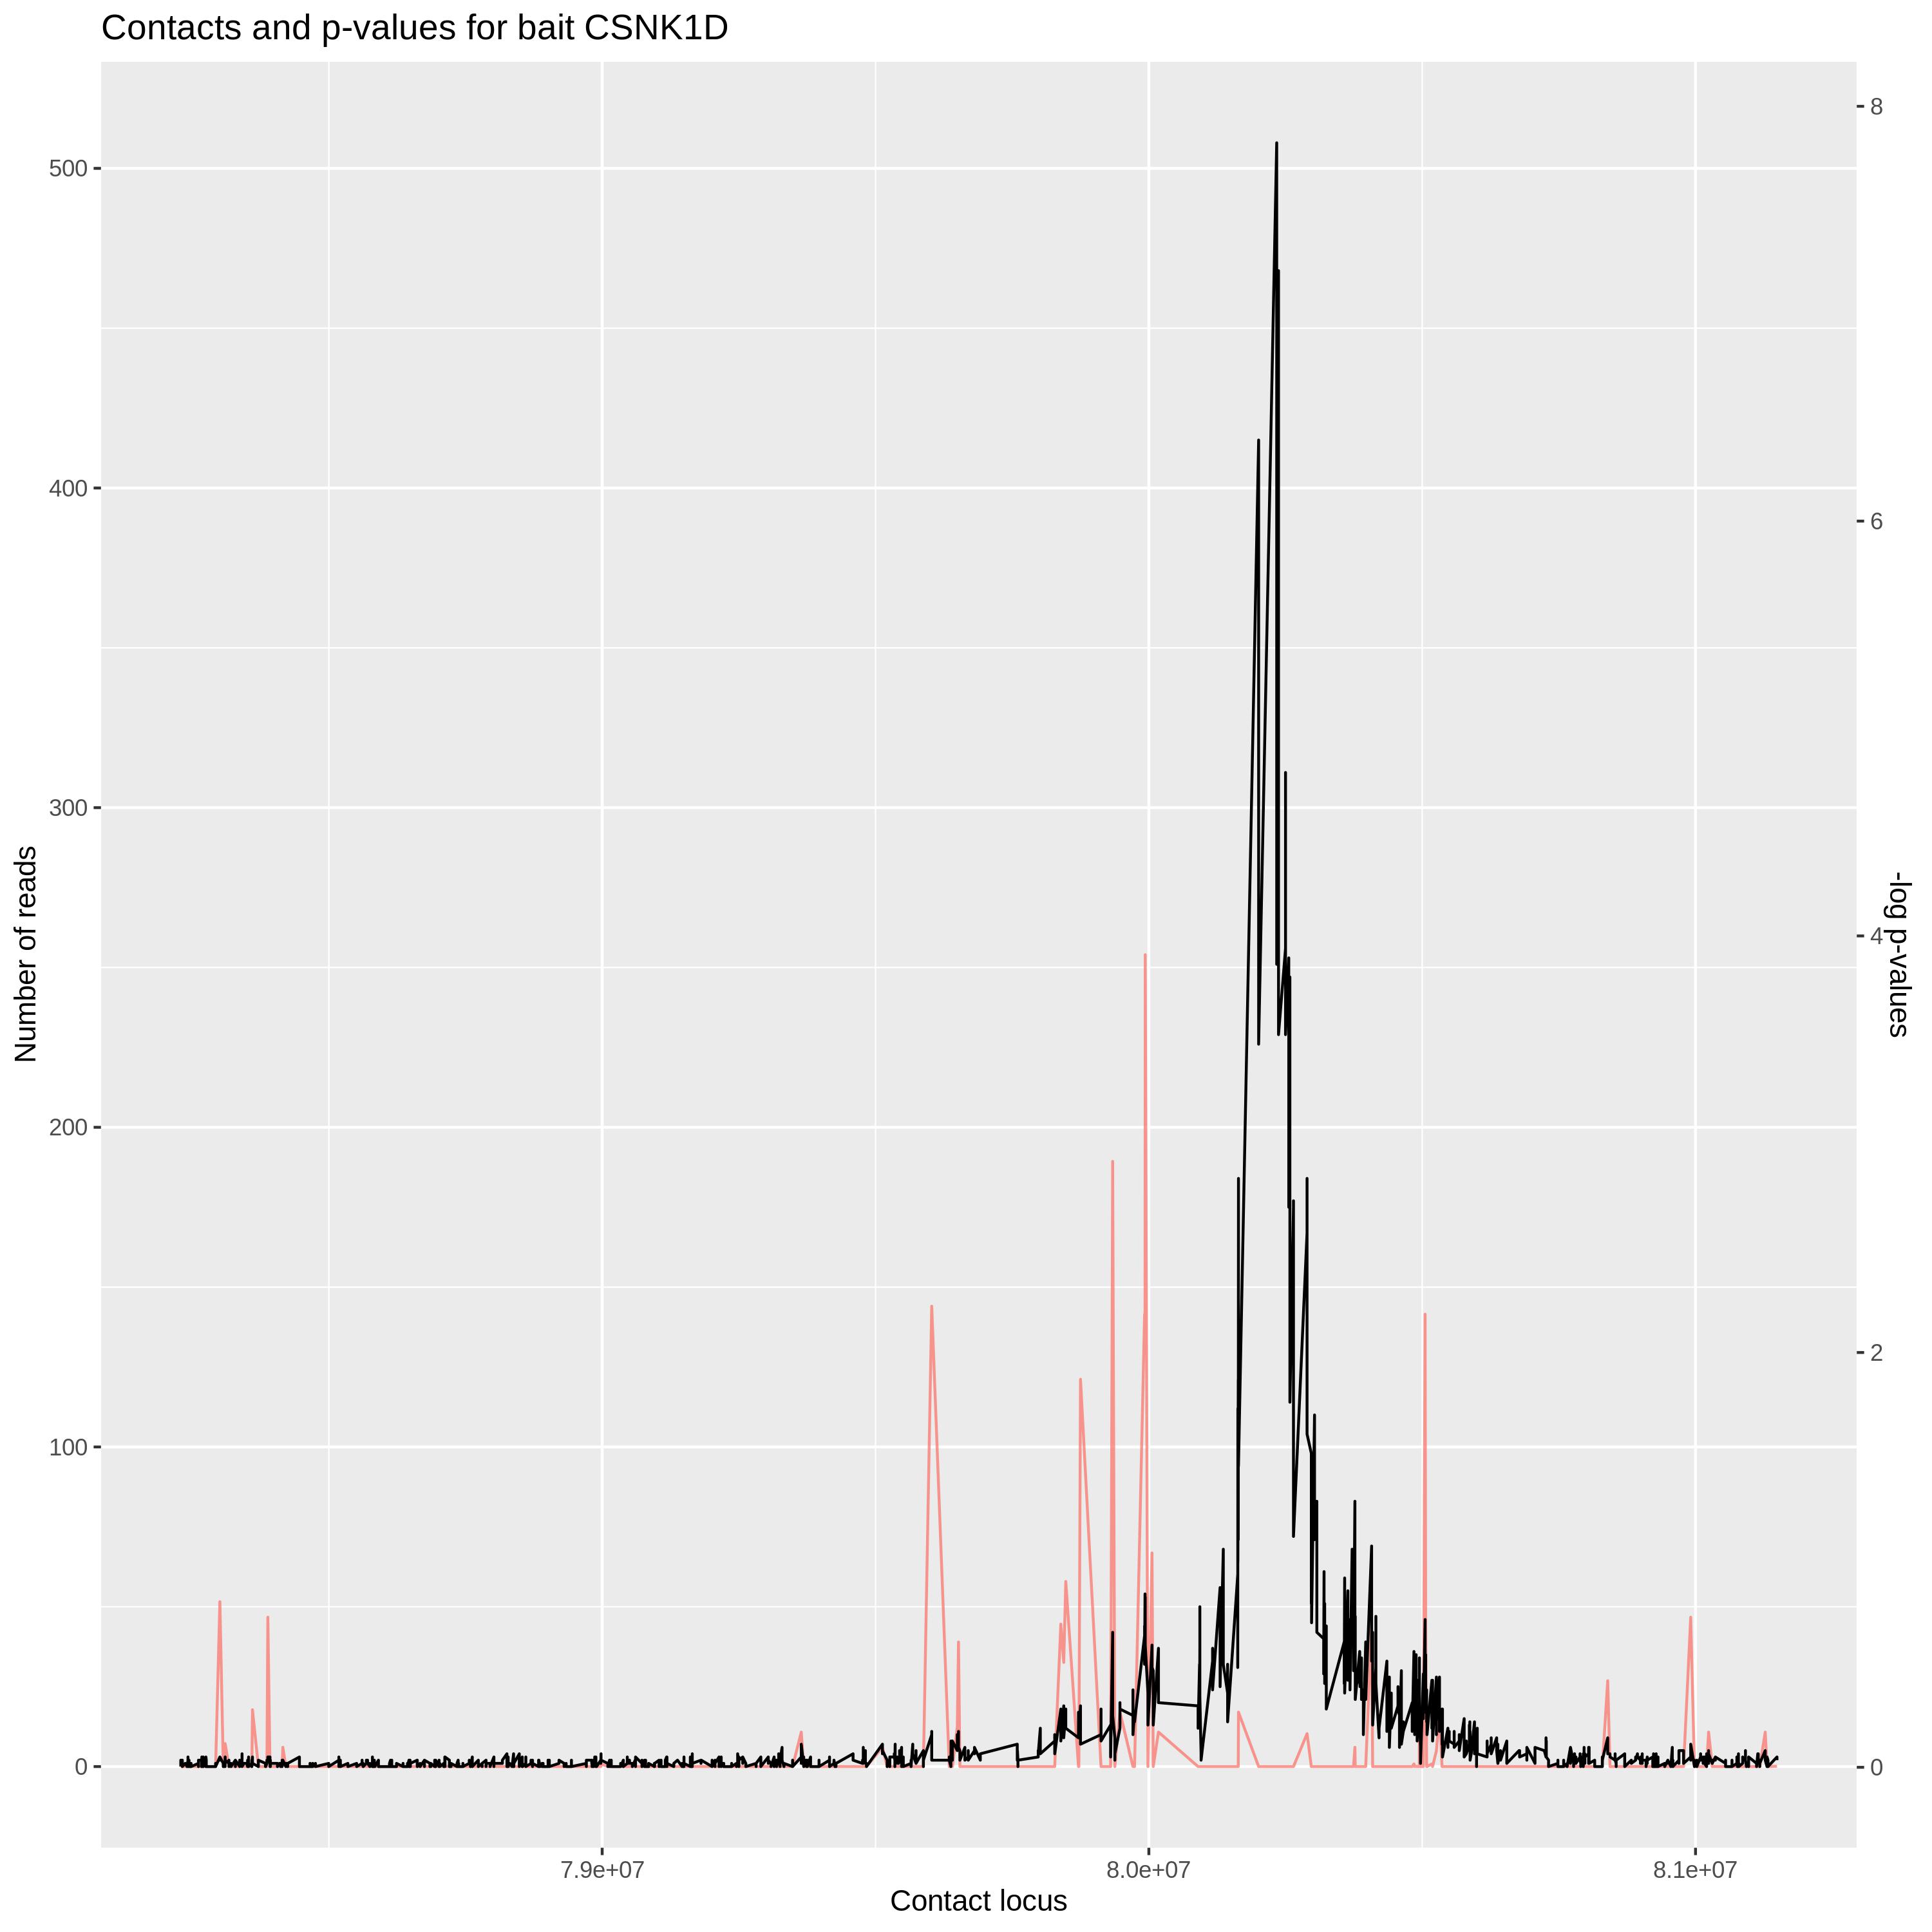 Contacts and p-values for bait CSNK1D
Number of reads
500
400
300
200
100
0
8
6
4
2
0
-log p-values
7.9e+07
8.0e+07
8.1e+07
Contact locus